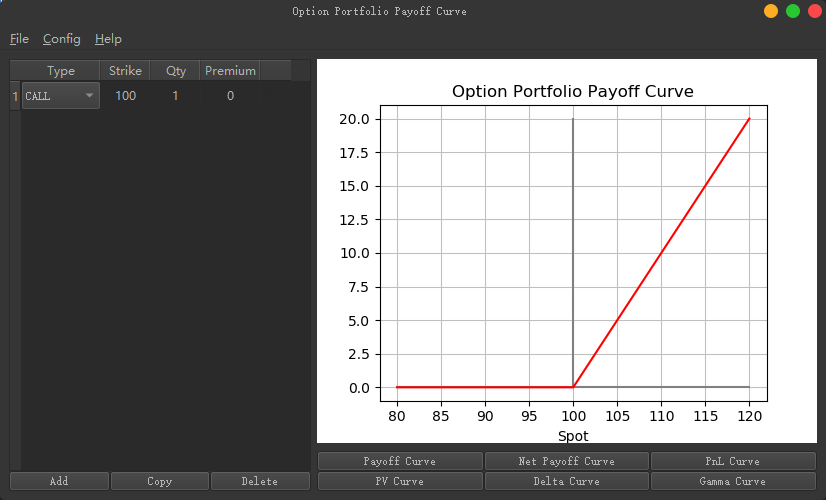 Option Portfolio Payoff Curve
File Config Help
Type Strike Qty Premium
1 CALL 100 1 0
Option Portfolio Payoff Curve
20.0
17.5
15.0
12.5
10.0
7.5
5.0
2.5
0.0
80 85 90 95 100 105 110 115 120
Spot
Payoff Curve Net Payoff Curve PnL Curve
Add Copy Delete PV Curve Delta Curve Gamma Curve